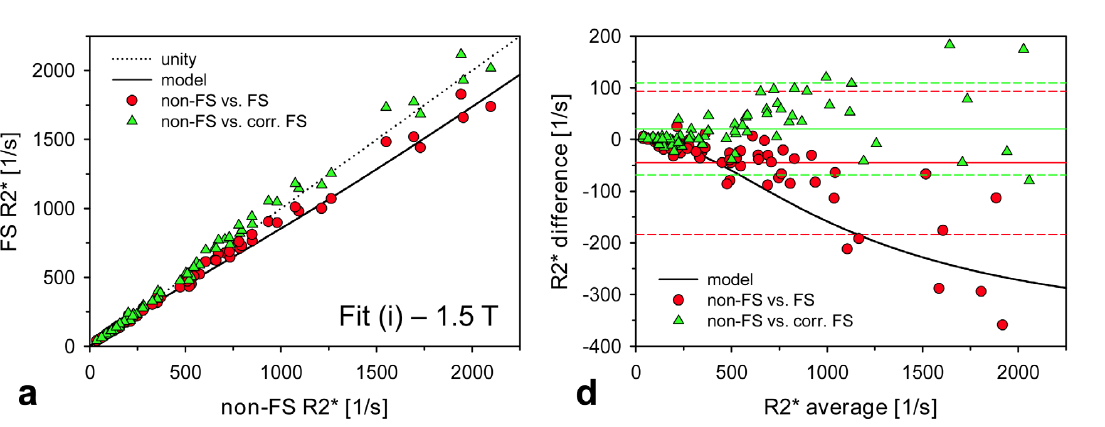 2000
1500
1000
500
0
FS R2* [1/s]
unity
model
non-FS vs. FS
non-FS vs. corr. FS
Fit (i) – 1.5 T
0 500 1000 1500 2000
non-FS R2* [1/s]
a
200
100
0
-100
-200
-300
-400
R2* difference [1/s]
model
non-FS vs. FS
non-FS vs. corr. FS
0 500 1000 1500 2000
R2* average [1/s]
d